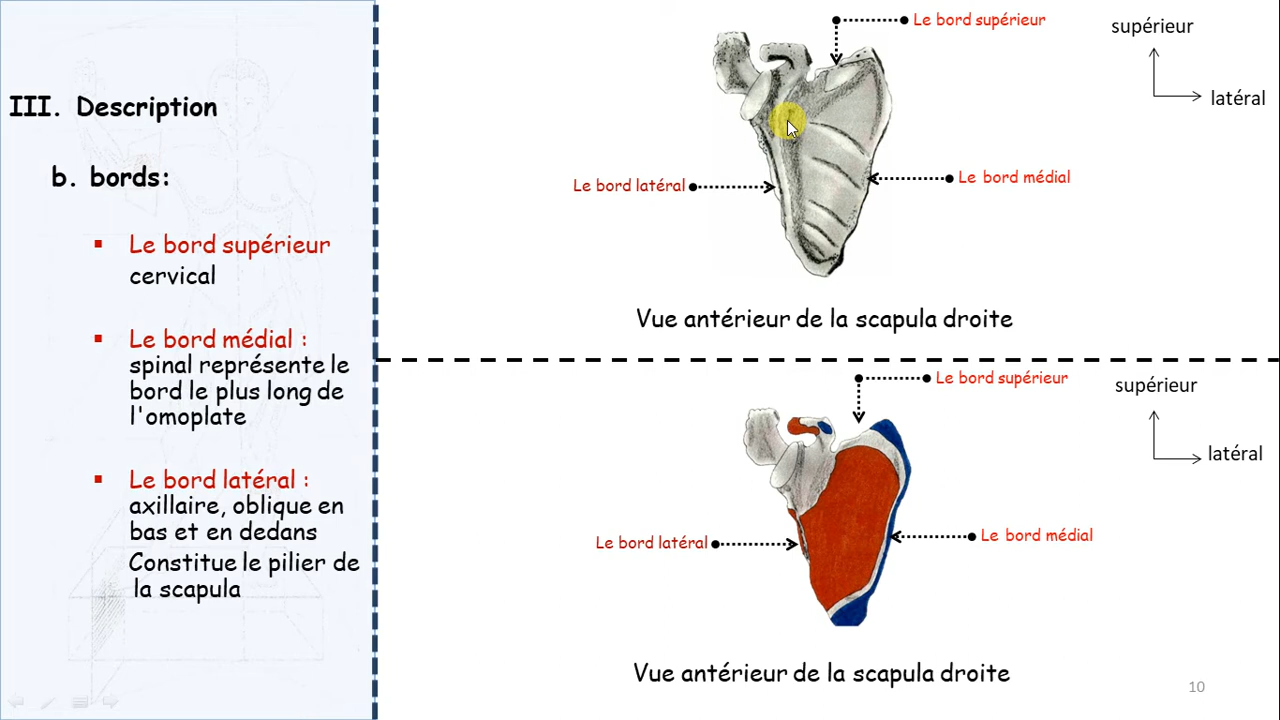 III. Description
b. bords:
▪ Le bord supérieur
cervical
▪ Le bord médial :
spinal représente le
bord le plus long de
l'omoplate
▪ Le bord latéral :
axillaire, oblique en
bas et en dedans
Constitue le pilier de
la scapula
Le bord supérieur
supérieur
latéral
Le bord latéral
Le bord médial
Vue antérieur de la scapula droite
Le bord supérieur
supérieur
latéral
Le bord latéral
Le bord médial
Vue antérieur de la scapula droite
10